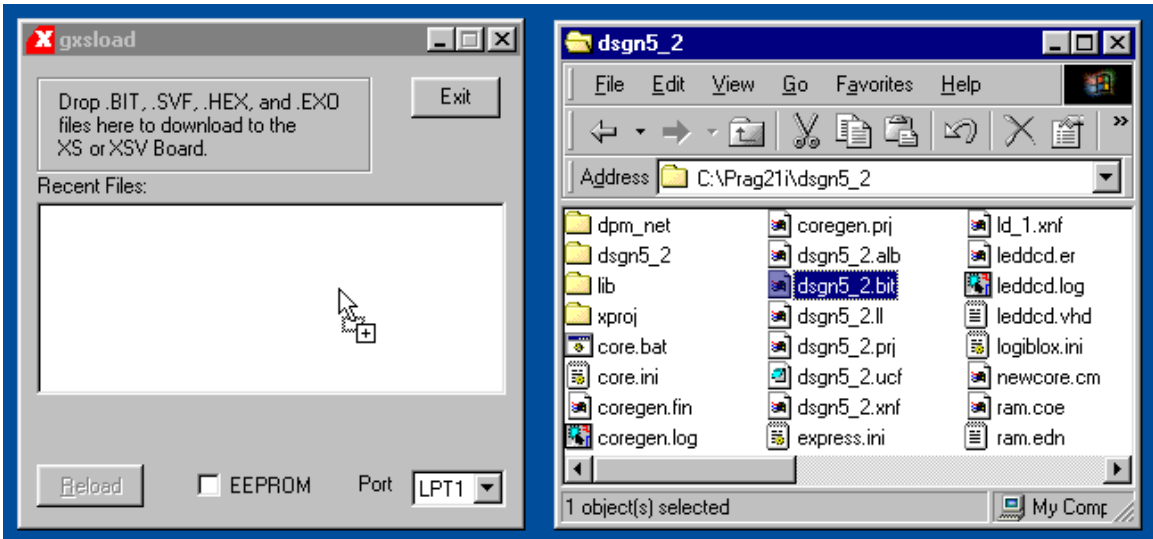 gxsload
Drop .BIT, .SVF, .HEX, and .EXO
files here to download to the
XS or XSV Board.
Exit
Recent Files:
Reload
EEPROM
Port
LPT1
dsgn5_2
File Edit View Go Favorites Help
»
Address C:\Prag21i\dsgn5_2
dpm_net
dsgn5_2
lib
xproj
core.bat
core.ini
coregen.fin
coregen.log
coregen.prj
dsgn5_2.alb
dsgn5_2.bit
dsgn5_2.ll
dsgn5_2.prj
dsgn5_2.ucf
dsgn5_2.xnf
express.ini
ld_1.xnf
leddcd.er
leddcd.log
leddcd.vhd
logiblox.ini
newcore.cm
ram.coe
ram.edn
1 object(s) selected
My Comp